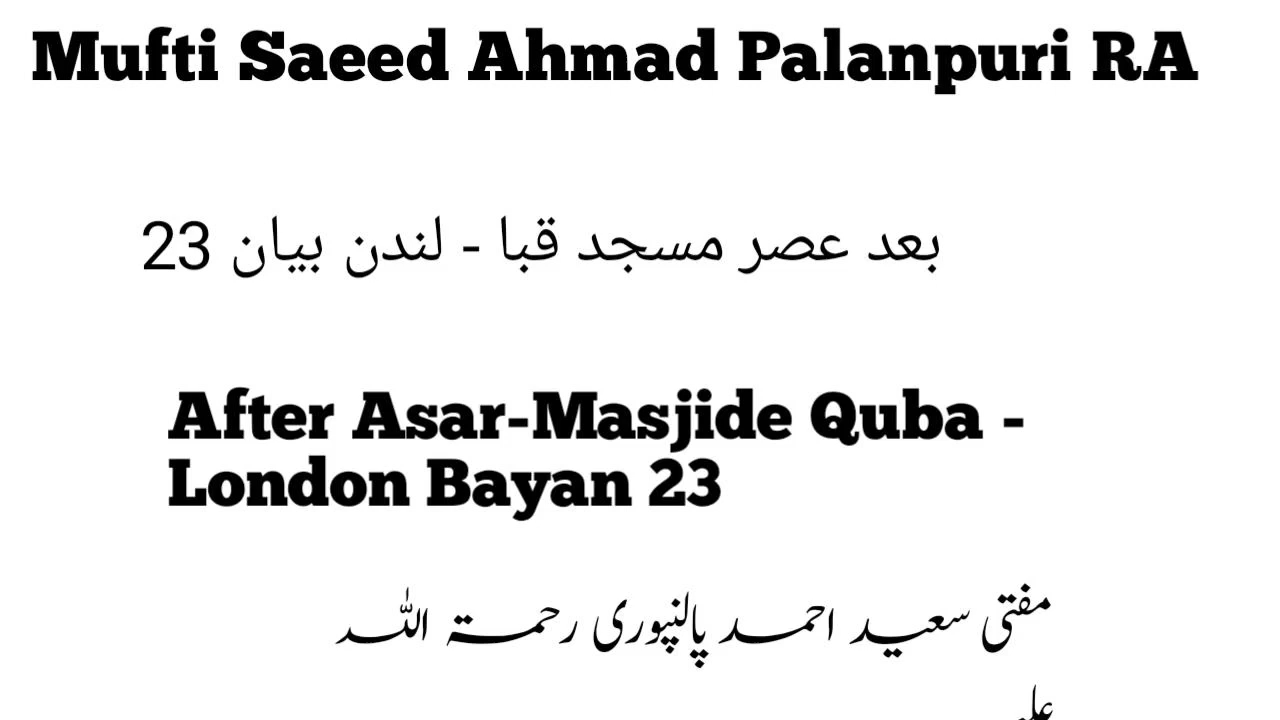 Mufti Saeed Ahmad Palanpuri RA
بعد عصر مسجد قبا - لندن بیان 23
After Asar-Masjide Quba -
London Bayan 23
مفتی سعید احمد پالنپوری رحمۃ اللہ